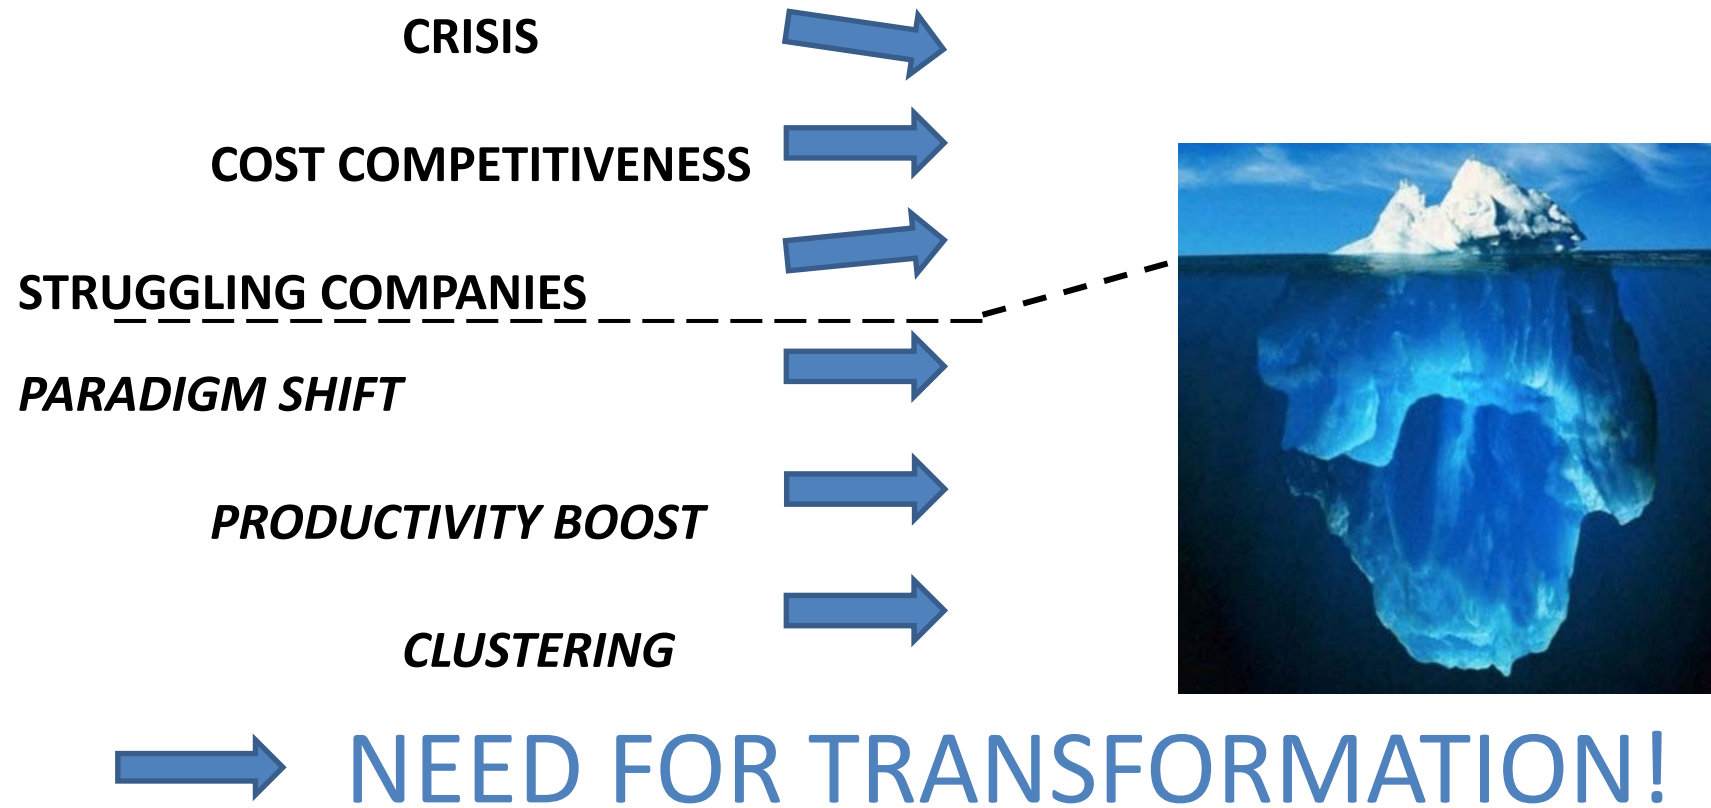 CRISIS
COST COMPETITIVENESS
STRUGGLING COMPANIES
PARADIGM SHIFT
PRODUCTIVITY BOOST
CLUSTERING
NEED FOR TRANSFORMATION!